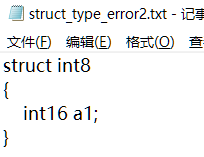 struct_type_error2.txt - 记事
文件(F) 编辑(E) 格式(O) 查
struct int8
{
int16 a1;
}